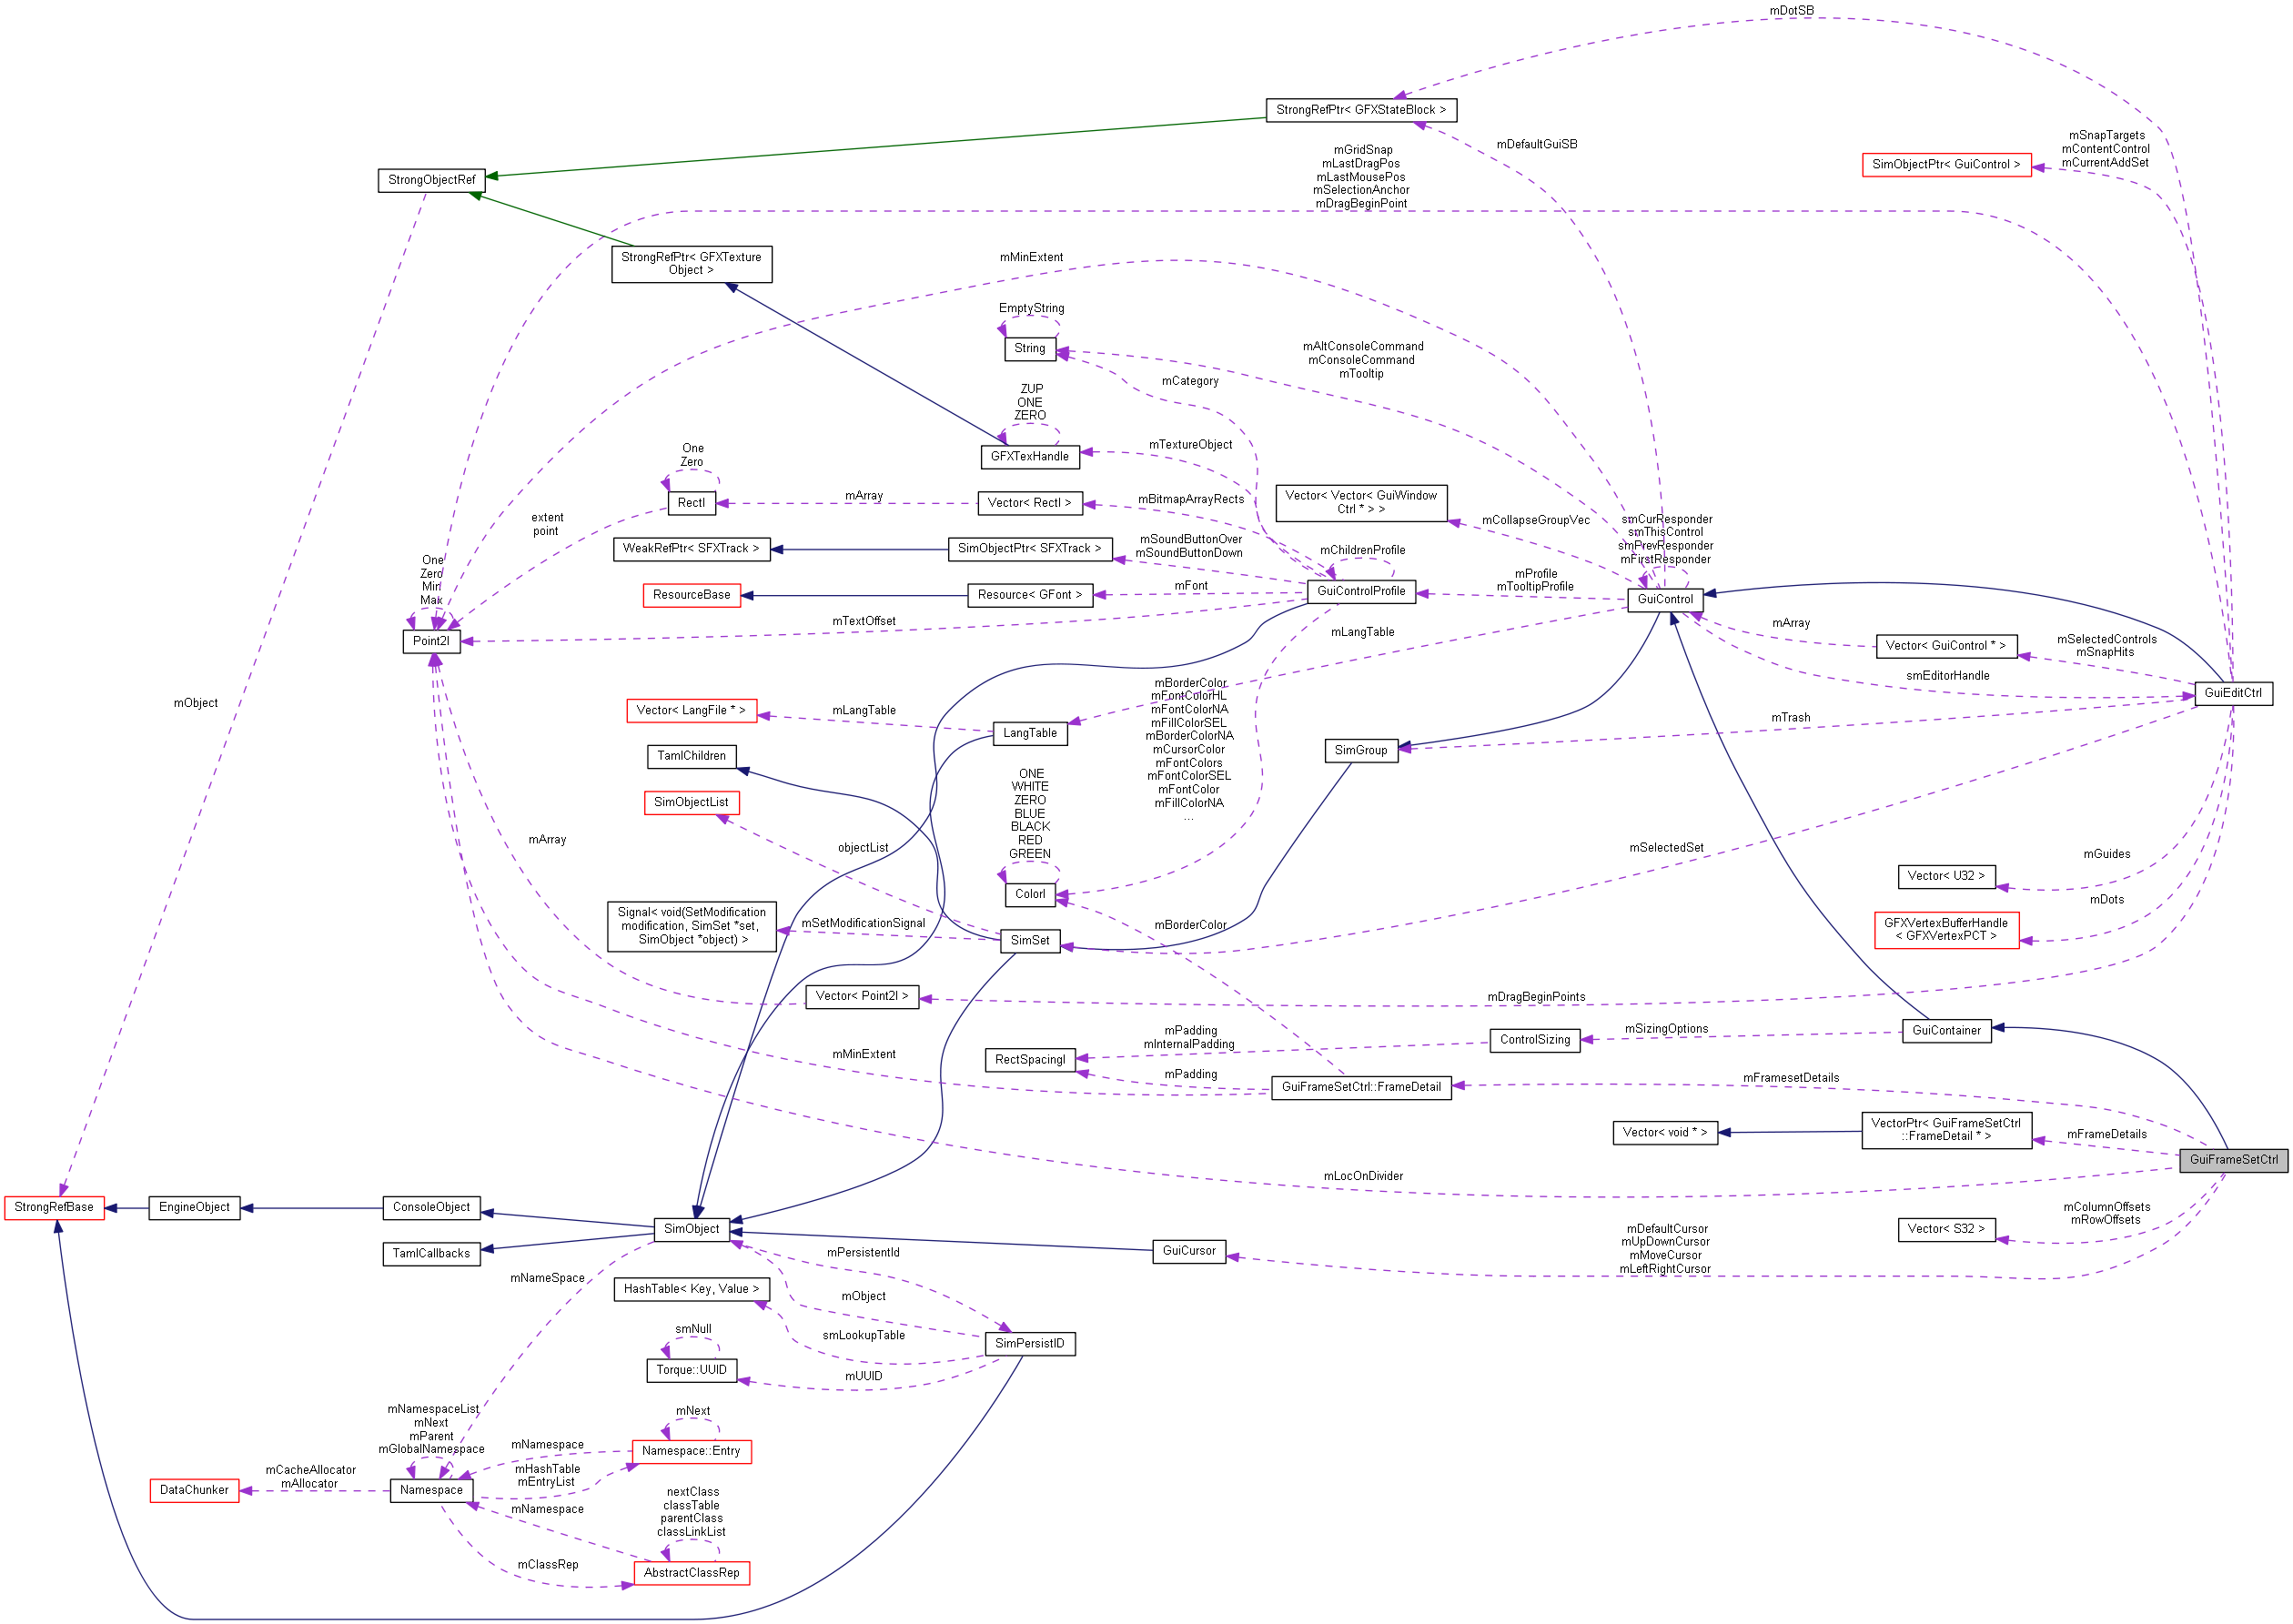 mDotSB
StrongRefPtr< GFXStateBlock >
mDefaultGuiSB
mSnapTargets
mContentControl
mCurrentAddSet
SimObjectPtr< GuiControl >
mGridSnap
mLastDragPos
mLastMousePos
mSelectionAnchor
mDragBeginPoint
StrongObjectRef
StrongRefPtr< GFXTexture
Object >
mMinExtent
EmptyString
String
mAltConsoleCommand
mConsoleCommand
mTooltip
mCategory
ZUP
ONE
ZERO
GFXTexHandle
mTextureObject
One
Zero
RectI
mArray
Vector< RectI >
mBitmapArrayRects
Vector< Vector< GuiWindow
Ctrl * > >
mCollapseGroupVec
smCurResponder
smThisControl
smPrevResponder
mFirstResponder
extent
point
WeakRefPtr< SFXTrack >
SimObjectPtr< SFXTrack >
mSoundButtonOver
mSoundButtonDown
mChildrenProfile
GuiControlProfile
mProfile
mTooltipProfile
GuiControl
One
Zero
Min
Max
Point2I
ResourceBase
Resource< GFont >
mFont
mTextOffset
mLangTable
mArray
Vector< GuiControl * >
mSelectedControls
mSnapHits
smEditorHandle
GuiEditCtrl
mObject
Vector< LangFile * >
mLangTable
LangTable
mBorderColor
mFontColorHL
mFontColorNA
mFillColorSEL
mBorderColorNA
mCursorColor
mFontColors
mFontColorSEL
mFontColor
mFillColorNA
...
SimGroup
mTrash
TamlChildren
SimObjectList
ONE
WHITE
ZERO
BLUE
BLACK
RED
GREEN
ColorI
mArray
objectList
mSelectedSet
mGuides
Vector< U32 >
mDots
GFXVertexBufferHandle
< GFXVertexPCT >
Signal< void(SetModification
modification, SimSet *set,
SimObject *object) >
mSetModificationSignal
SimSet
mBorderColor
Vector< Point2I >
mDragBeginPoints
mMinExtent
RectSpacingI
mPadding
mInternalPadding
mPadding
ControlSizing
mSizingOptions
GuiContainer
GuiFrameSetCtrl::FrameDetail
mFramesetDetails
Vector< void * >
VectorPtr< GuiFrameSetCtrl
::FrameDetail * >
mFrameDetails
GuiFrameSetCtrl
mLocOnDivider
StrongRefBase
EngineObject
ConsoleObject
TamlCallbacks
SimObject
GuiCursor
mDefaultCursor
mUpDownCursor
mMoveCursor
mLeftRightCursor
Vector< S32 >
mColumnOffsets
mRowOffsets
mPersistentId
mNameSpace
HashTable< Key, Value >
mObject
smLookupTable
SimPersistID
smNull
Torque::UUID
mUUID
mNamespaceList
mNext
mParent
mGlobalNamespace
mNext
Namespace::Entry
mNamespace
mHashTable
mEntryList
mNamespace
DataChunker
mCacheAllocator
mAllocator
Namespace
nextClass
classTable
parentClass
classLinkList
AbstractClassRep
mClassRep